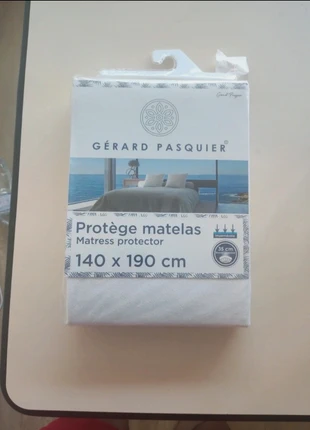 GÉRARD PASQUIER
Protège matelas
Matress protector
140 x 190 cm